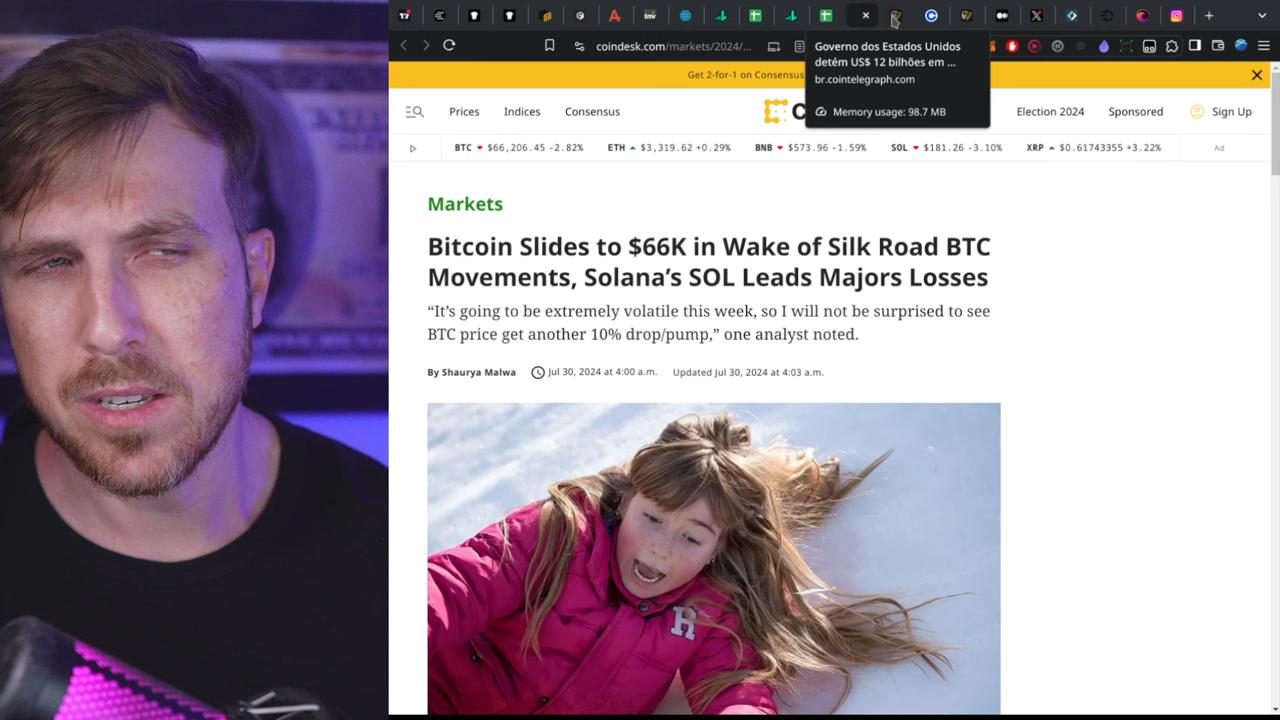 inv
coindesk.com/markets/2024/...
Governo dos Estados Unidos
detém US$ 12 bilhões em ...
br.cointelegraph.com
Memory usage: 98.7 MB
Get 2-for-1 on Consensus
Prices
Indices
Consensus
Election 2024
Sponsored
Sign Up
BTC $66,206.45 -2.82%
ETH $3,319.62 +0.29%
BNB $573.96 -1.59%
SOL $181.26 -3.10%
XRP $0.61743355 +3.22%
Ad
Markets
Bitcoin Slides to $66K in Wake of Silk Road BTC
Movements, Solana’s SOL Leads Majors Losses
“It’s going to be extremely volatile this week, so I will not be surprised to see
BTC price get another 10% drop/pump,” one analyst noted.
By Shaurya Malwa
Jul 30, 2024 at 4:00 a.m.
Updated Jul 30, 2024 at 4:03 a.m.
H